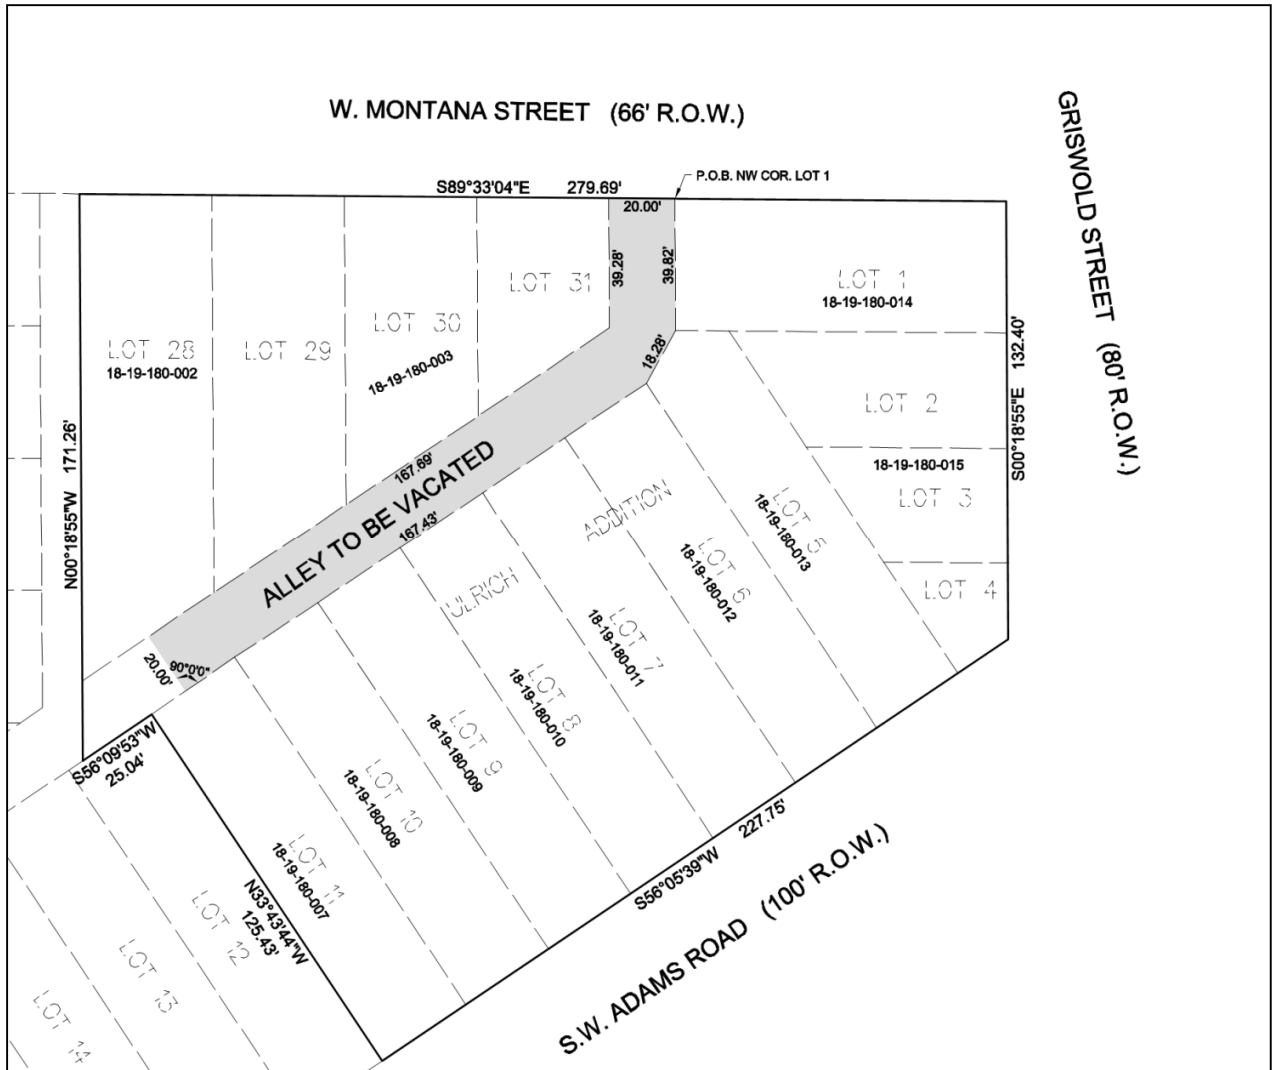 W. MONTANA STREET (66' R.O.W.)
GRISWOLD STREET (80' R.O.W.)
S89°33'04"E 279.69'
P.O.B. NW COR. LOT 1
20.00'
39.28'
39.82'
18.28'
LOT 31
LOT 1
18-19-180-014
LOT 30
18-19-180-003
LOT 29
LOT 28
18-19-180-002
LOT 2
S00°18'55"E 132.40'
18-19-180-015
LOT 3
LOT 4
N00°18'55"W 171.26'
167.69'
ALLEY TO BE VACATED
167.43'
20.00'
90°0'0"
ULRICH
ADDITION
LOT 5
18-19-180-013
LOT 6
18-19-180-012
LOT 7
18-19-180-011
LOT 8
18-19-180-010
LOT 9
18-19-180-009
LOT 10
18-19-180-008
LOT 11
18-19-180-007
S56°09'53"W
25.04'
N33°43'44"W
125.43'
LOT 12
LOT 13
LOT 14
S56°05'39"W 227.75'
S.W. ADAMS ROAD (100' R.O.W.)